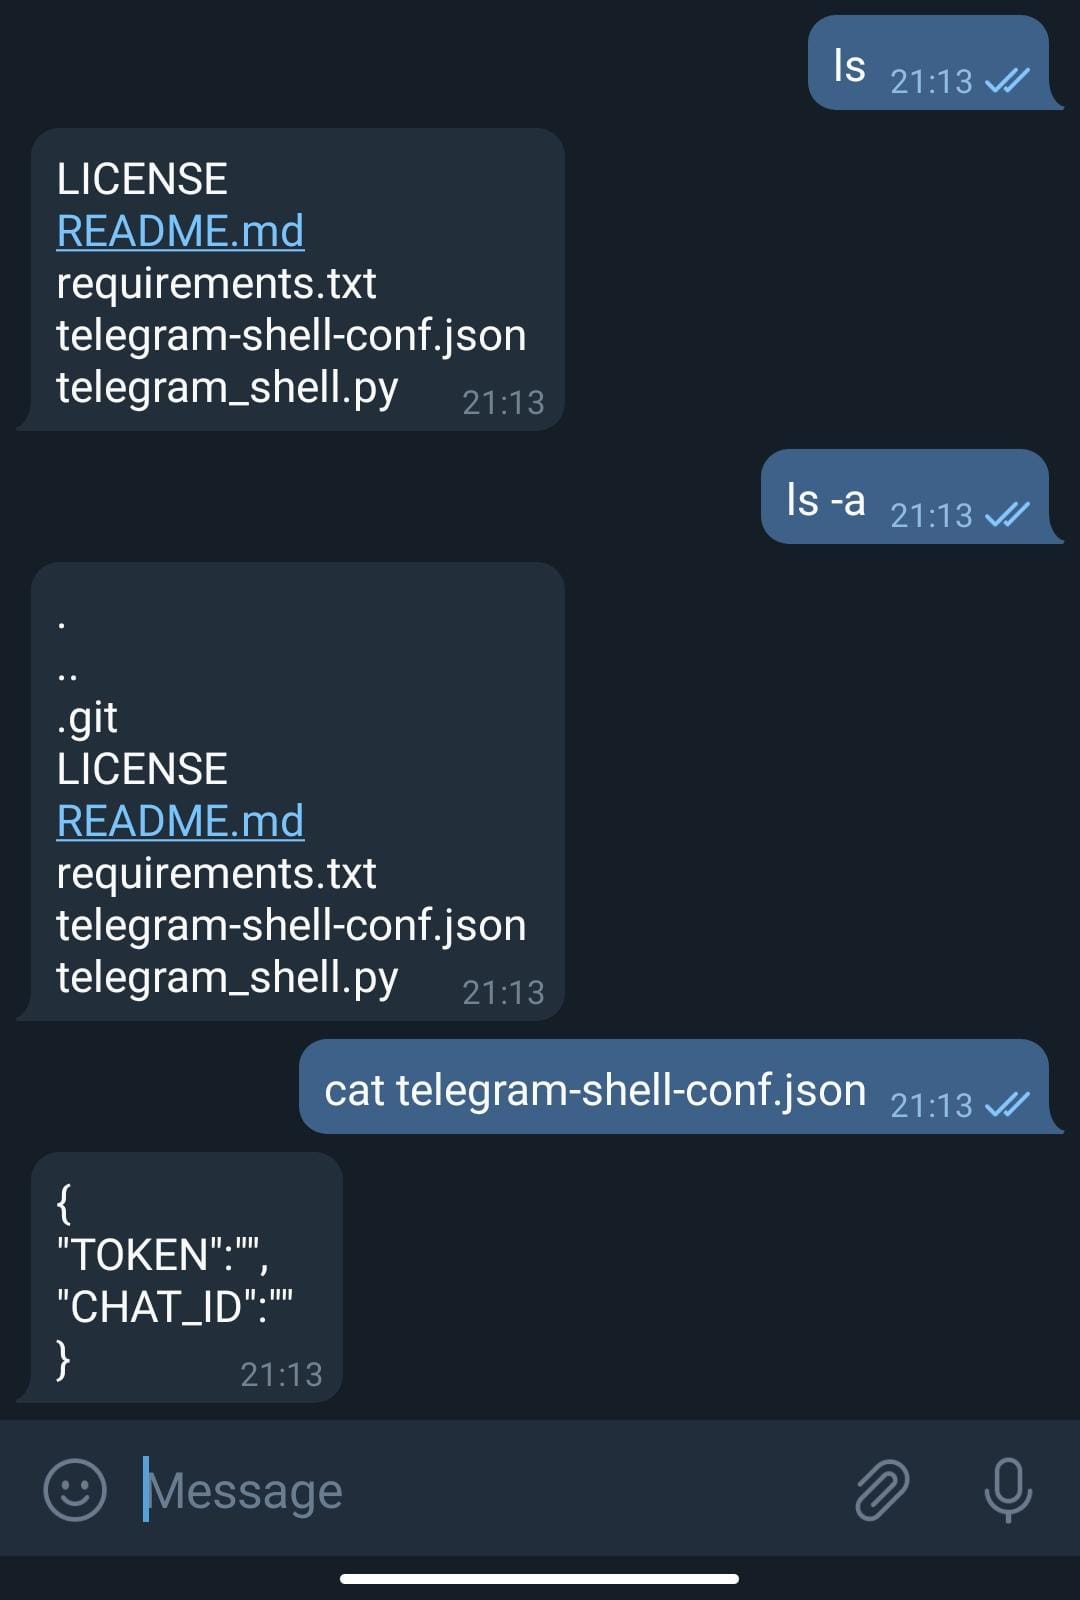 ls 21:13
LICENSE
README.md
requirements.txt
telegram-shell-conf.json
telegram_shell.py 21:13
ls -a 21:13
.
..
.git
LICENSE
README.md
requirements.txt
telegram-shell-conf.json
telegram_shell.py 21:13
cat telegram-shell-conf.json 21:13
{
"TOKEN":"",
"CHAT_ID":""
} 21:13
Message